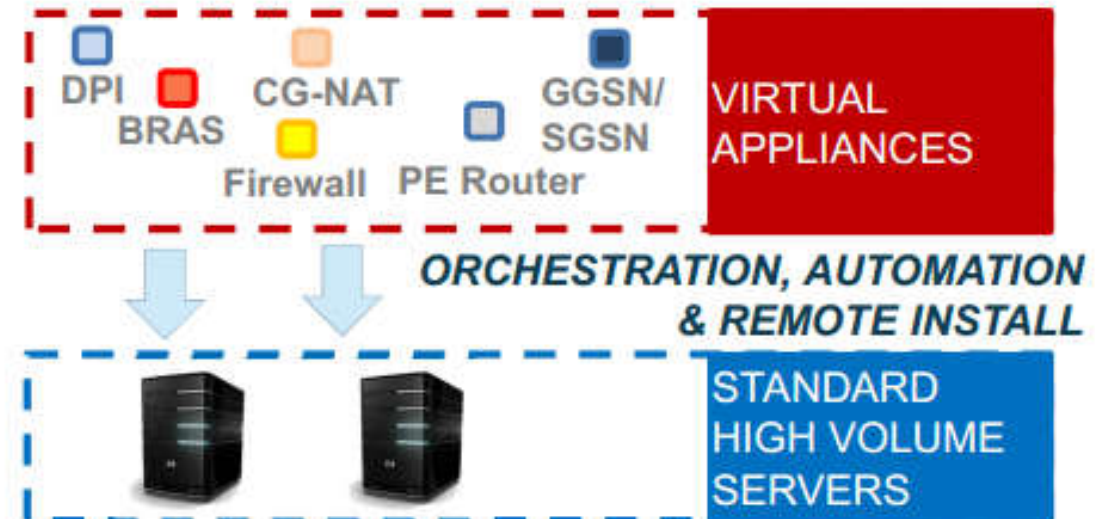 DPI
BRAS
CG-NAT
Firewall
PE Router
GGSN/
SGSN
VIRTUAL
APPLIANCES
ORCHESTRATION, AUTOMATION
& REMOTE INSTALL
STANDARD
HIGH VOLUME
SERVERS